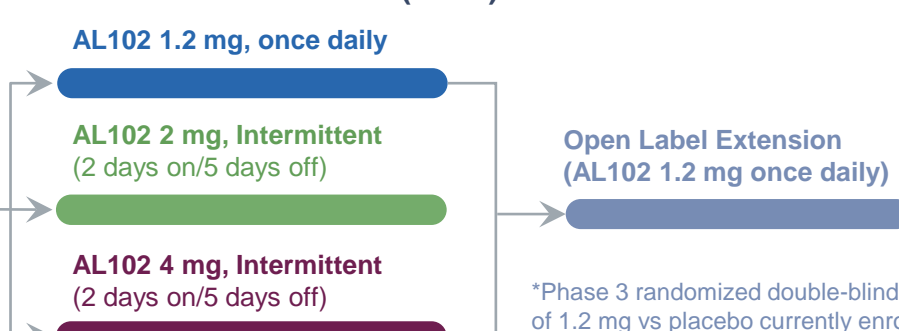 AL102 1.2 mg, once daily
AL102 2 mg, Intermittent
(2 days on/5 days off)
AL102 4 mg, Intermittent
(2 days on/5 days off)
Open Label Extension
(AL102 1.2 mg once daily)
*Phase 3 randomized double-blind
of 1.2 mg vs placebo currently enro